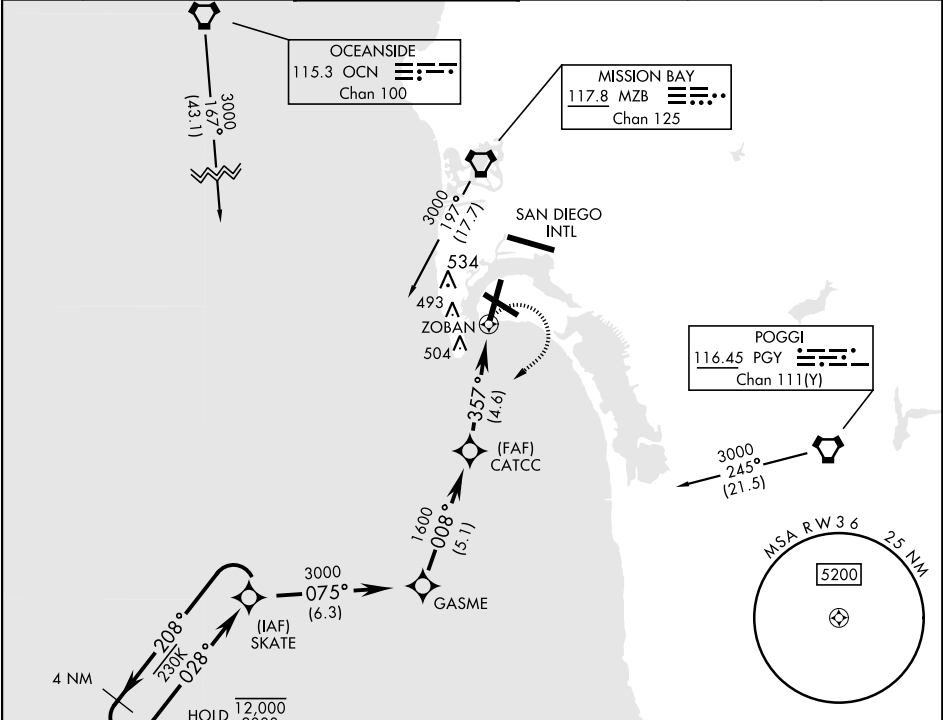 OCEANSIDE
115.3 OCN
Chan 100
3000
167°
(43.1)
MISSION BAY
117.8 MZB
Chan 125
3000
197°
(17.7)
SAN DIEGO
INTL
534
493
ZOBAN
504
357°
(4.6)
POGGI
116.45 PGY
Chan 111(Y)
3000
245°
(21.5)
(FAF)
CATCC
1600
008°
(5.1)
MSA RW36 25 NM
5200
3000
075°
(6.3)
GASME
(IAF)
SKATE
208°
230K
028°
4 NM
HOLD 12,000